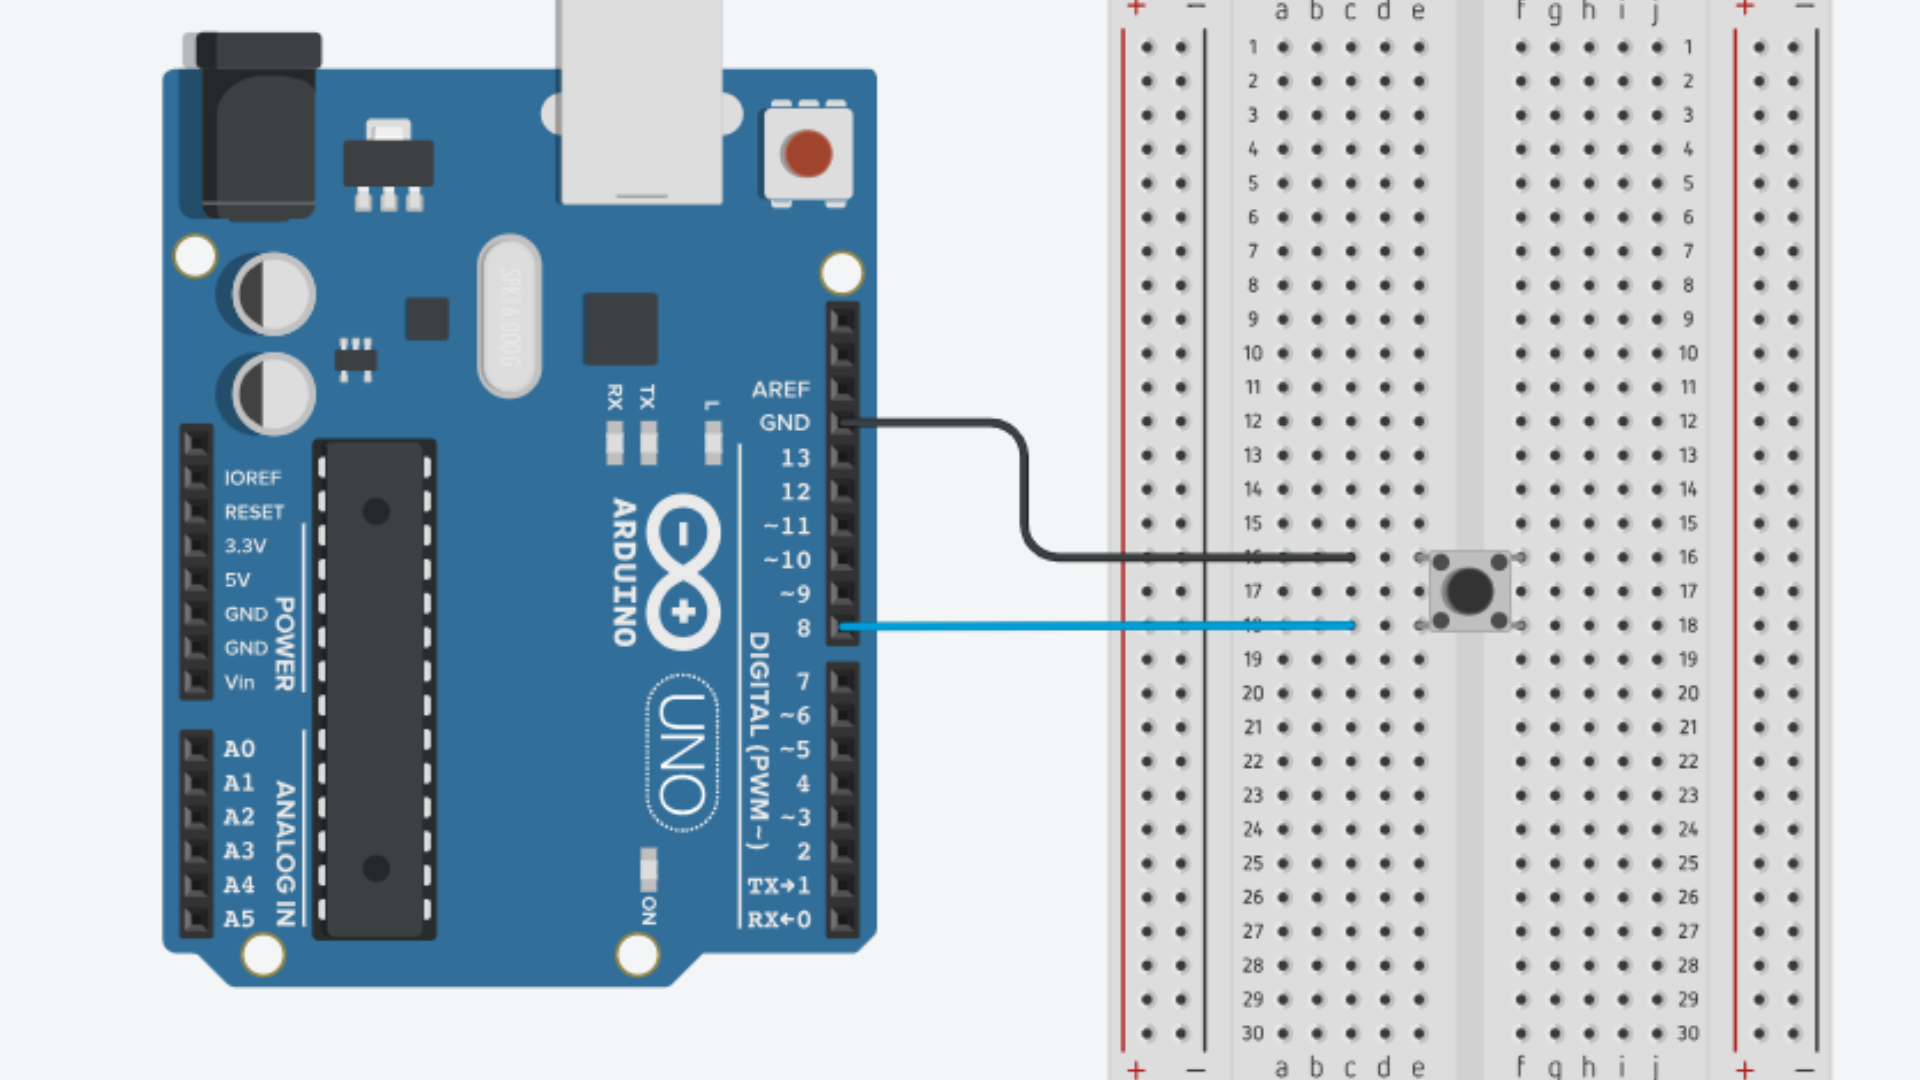 + − a b c d e f g h i j + −
1 1
2 2
3 3
4 4
5 5
6 6
7 7
8 8
9 9
10 10
11 11
12 12
13 13
14 14
15 15
16 16
17 17
18 18
19 19
20 20
21 21
22 22
23 23
24 24
25 25
26 26
27 27
28 28
29 29
30 30
+ − a b c d e f g h i j + −
SPK16.000G
RX TX L
AREF
GND
13
12
~11
~10
~9
8
7
~6
~5
4
~3
2
TX→1
RX←0
DIGITAL (PWM~)
ARDUINO
UNO
ON
IOREF
RESET
3.3V
5V
GND
GND
Vin
POWER
A0
A1
A2
A3
A4
A5
ANALOG IN